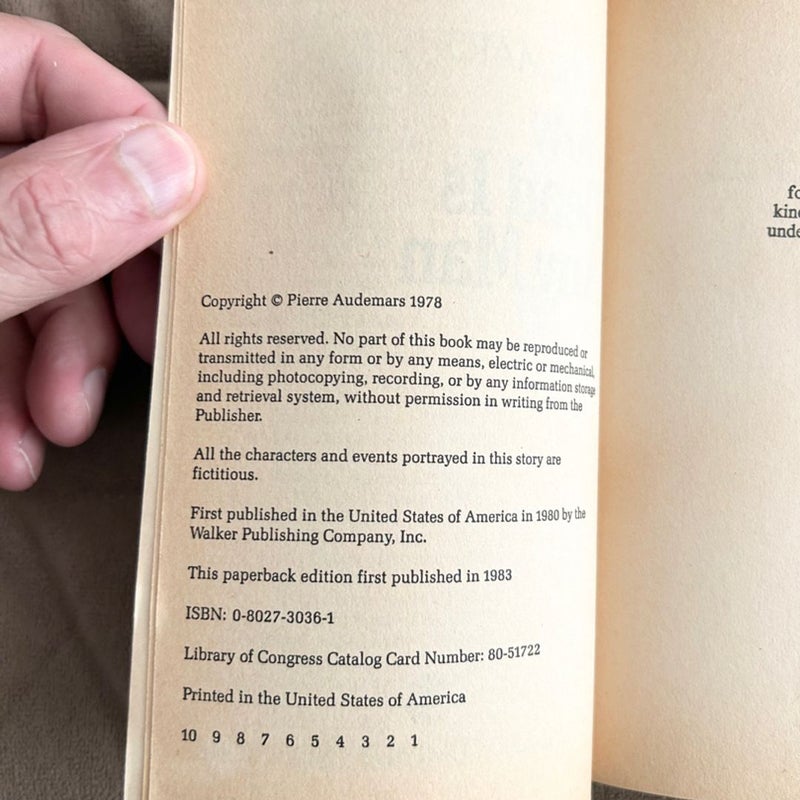 Copyright © Pierre Audemars 1978
All rights reserved. No part of this book may be reproduced or
transmitted in any form or by any means, electric or mechanical,
including photocopying, recording, or by any information storage
and retrieval system, without permission in writing from the
Publisher.
All the characters and events portrayed in this story are
fictitious.
First published in the United States of America in 1980 by the
Walker Publishing Company, Inc.
This paperback edition first published in 1983
ISBN: 0-8027-3036-1
Library of Congress Catalog Card Number: 80-51722
Printed in the United States of America
10 9 8 7 6 5 4 3 2 1